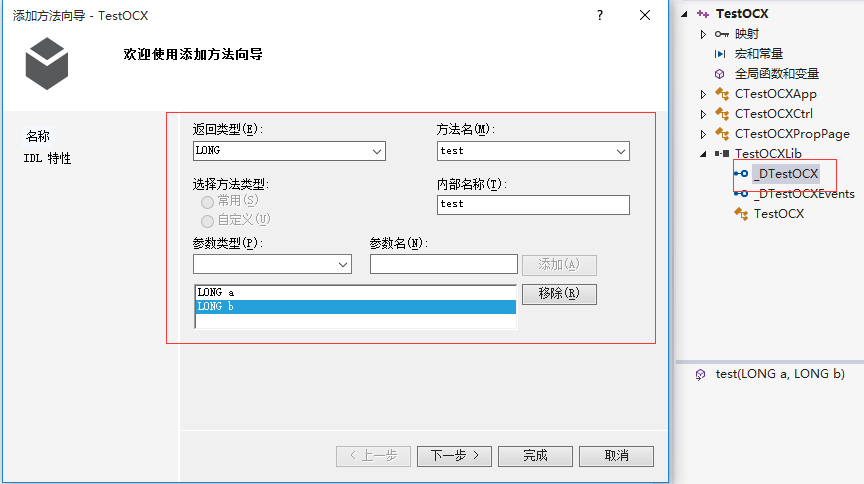 添加方法向导 - TestOCX
?
欢迎使用添加方法向导
名称
IDL 特性
返回类型(E):
方法名(M):
LONG
test
选择方法类型:
内部名称(T):
常用(S)
test
自定义(U)
参数类型(P):
参数名(N):
添加(A)
LONG a
移除(R)
LONG b
< 上一步
下一步 >
完成
取消
TestOCX
映射
宏和常量
全局函数和变量
CTestOCXApp
CTestOCXCtrl
CTestOCXPropPage
TestOCXLib
_DTestOCX
_DTestOCXEvents
TestOCX
test(LONG a, LONG b)